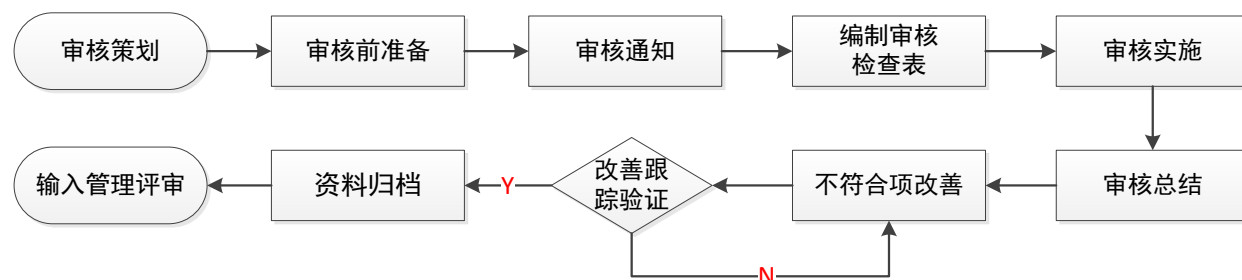 审核策划
审核前准备
审核通知
编制审核
检查表
审核实施
输入管理评审
资料归档
Y
改善跟
踪验证
不符合项改善
审核总结
N